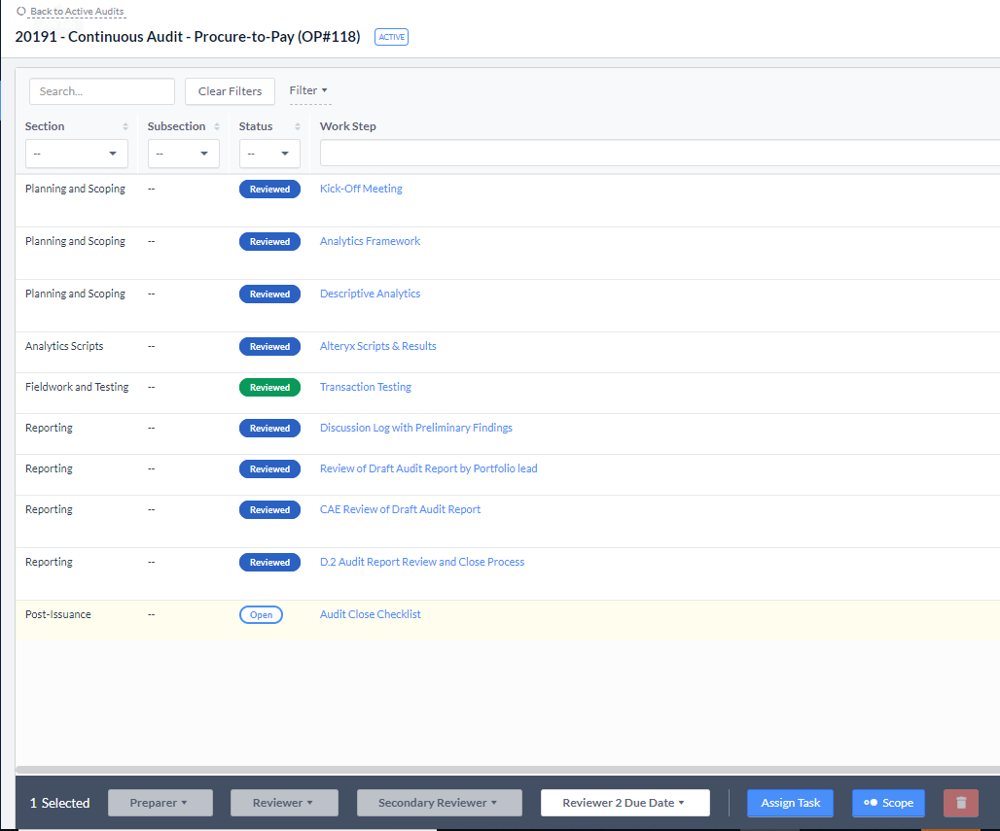 Back to Active Audits
20191 - Continuous Audit - Procure-to-Pay (OP#118) ACTIVE
Search... Clear Filters Filter
Section Subsection Status Work Step
-- -- --
Planning and Scoping -- Reviewed Kick-Off Meeting
Planning and Scoping -- Reviewed Analytics Framework
Planning and Scoping -- Reviewed Descriptive Analytics
Analytics Scripts -- Reviewed Alteryx Scripts & Results
Fieldwork and Testing -- Reviewed Transaction Testing
Reporting -- Reviewed Discussion Log with Preliminary Findings
Reporting -- Reviewed Review of Draft Audit Report by Portfolio lead
Reporting -- Reviewed CAE Review of Draft Audit Report
Reporting -- Reviewed D.2 Audit Report Review and Close Process
Post-Issuance -- Open Audit Close Checklist
1 Selected Preparer Reviewer Secondary Reviewer Reviewer 2 Due Date Assign Task Scope